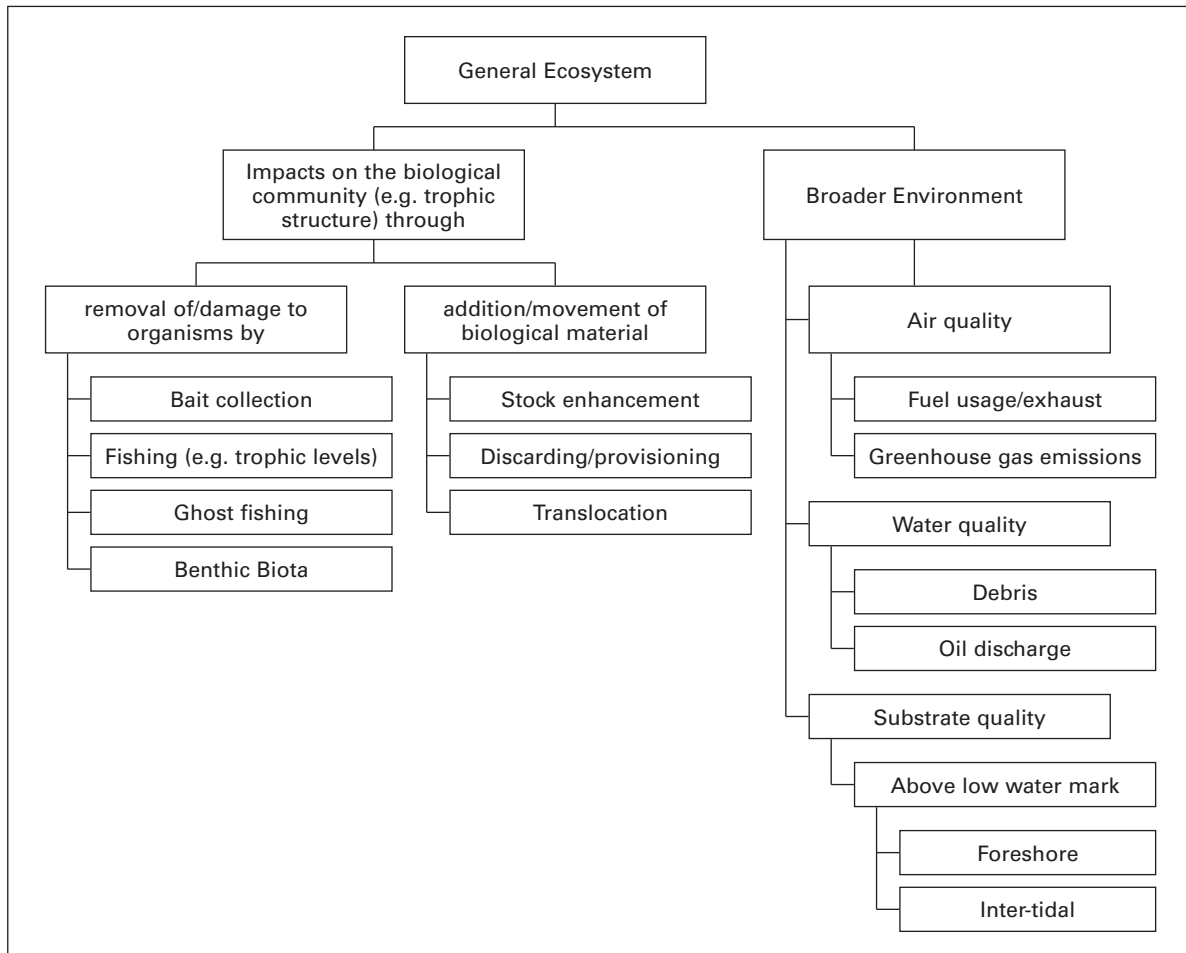 General Ecosystem
Impacts on the biological
community (e.g. trophic
structure) through
Broader Environment
removal of/damage to
organisms by
addition/movement of
biological material
Air quality
Bait collection
Stock enhancement
Fuel usage/exhaust
Fishing (e.g. trophic levels)
Discarding/provisioning
Greenhouse gas emissions
Ghost fishing
Translocation
Water quality
Benthic Biota
Debris
Oil discharge
Substrate quality
Above low water mark
Foreshore
Inter-tidal